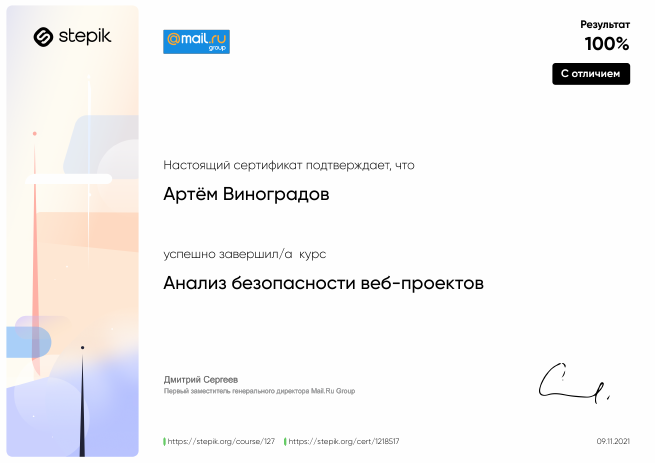 stepik
@mail.ru
group
Результат
100%
С отличием
Настоящий сертификат подтверждает, что
Артём Виноградов
успешно завершил/а курс
Анализ безопасности веб-проектов
Дмитрий Сергеев
Первый заместитель генерального директора Mail.Ru Group
https://stepik.org/course/127 https://stepik.org/cert/1218517
09.11.2021